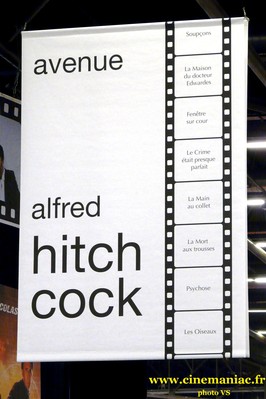 avenue
alfred
hitch
cock
Soupçons
La Maison
du docteur
Edwardes
Fenêtre
sur cour
Le Crime
était presque
parfait
La Main
au collet
La Mort
aux trousses
Psychose
Les Oiseaux
COLAS
www.cinemaniac.fr
photo VS